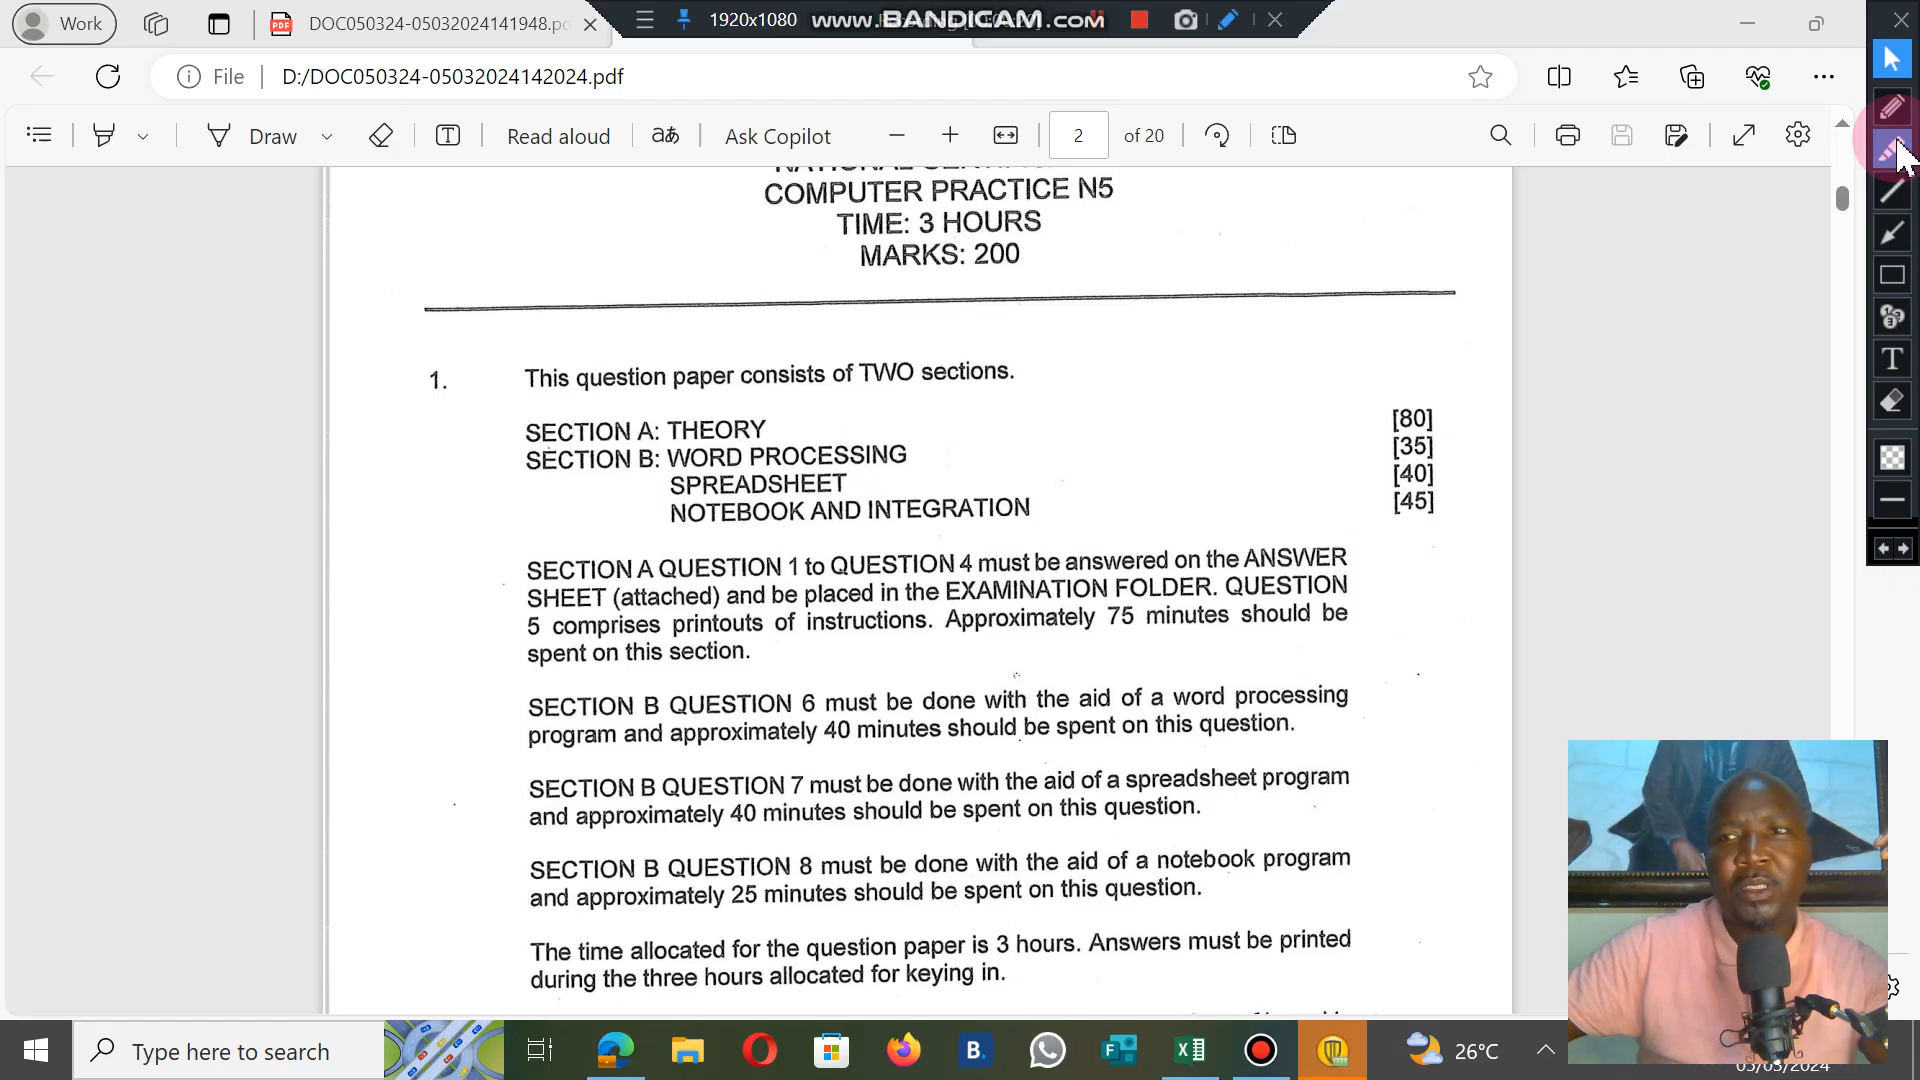 Work
DOC050324-05032024141948.pd
1920x1080
www.BANDICAM.com
File
D:/DOC050324-05032024142024.pdf
Draw
Read aloud
Ask Copilot
2
of 20
COMPUTER PRACTICE N5
TIME: 3 HOURS
MARKS: 200
1. This question paper consists of TWO sections.
SECTION A: THEORY [80]
SECTION B: WORD PROCESSING [35]
SPREADSHEET [40]
NOTEBOOK AND INTEGRATION [45]
SECTION A QUESTION 1 to QUESTION 4 must be answered on the ANSWER
SHEET (attached) and be placed in the EXAMINATION FOLDER. QUESTION
5 comprises printouts of instructions. Approximately 75 minutes should be
spent on this section.
SECTION B QUESTION 6 must be done with the aid of a word processing
program and approximately 40 minutes should be spent on this question.
SECTION B QUESTION 7 must be done with the aid of a spreadsheet program
and approximately 40 minutes should be spent on this question.
SECTION B QUESTION 8 must be done with the aid of a notebook program
and approximately 25 minutes should be spent on this question.
The time allocated for the question paper is 3 hours. Answers must be printed
during the three hours allocated for keying in.
Type here to search
26°C
05/03/2024